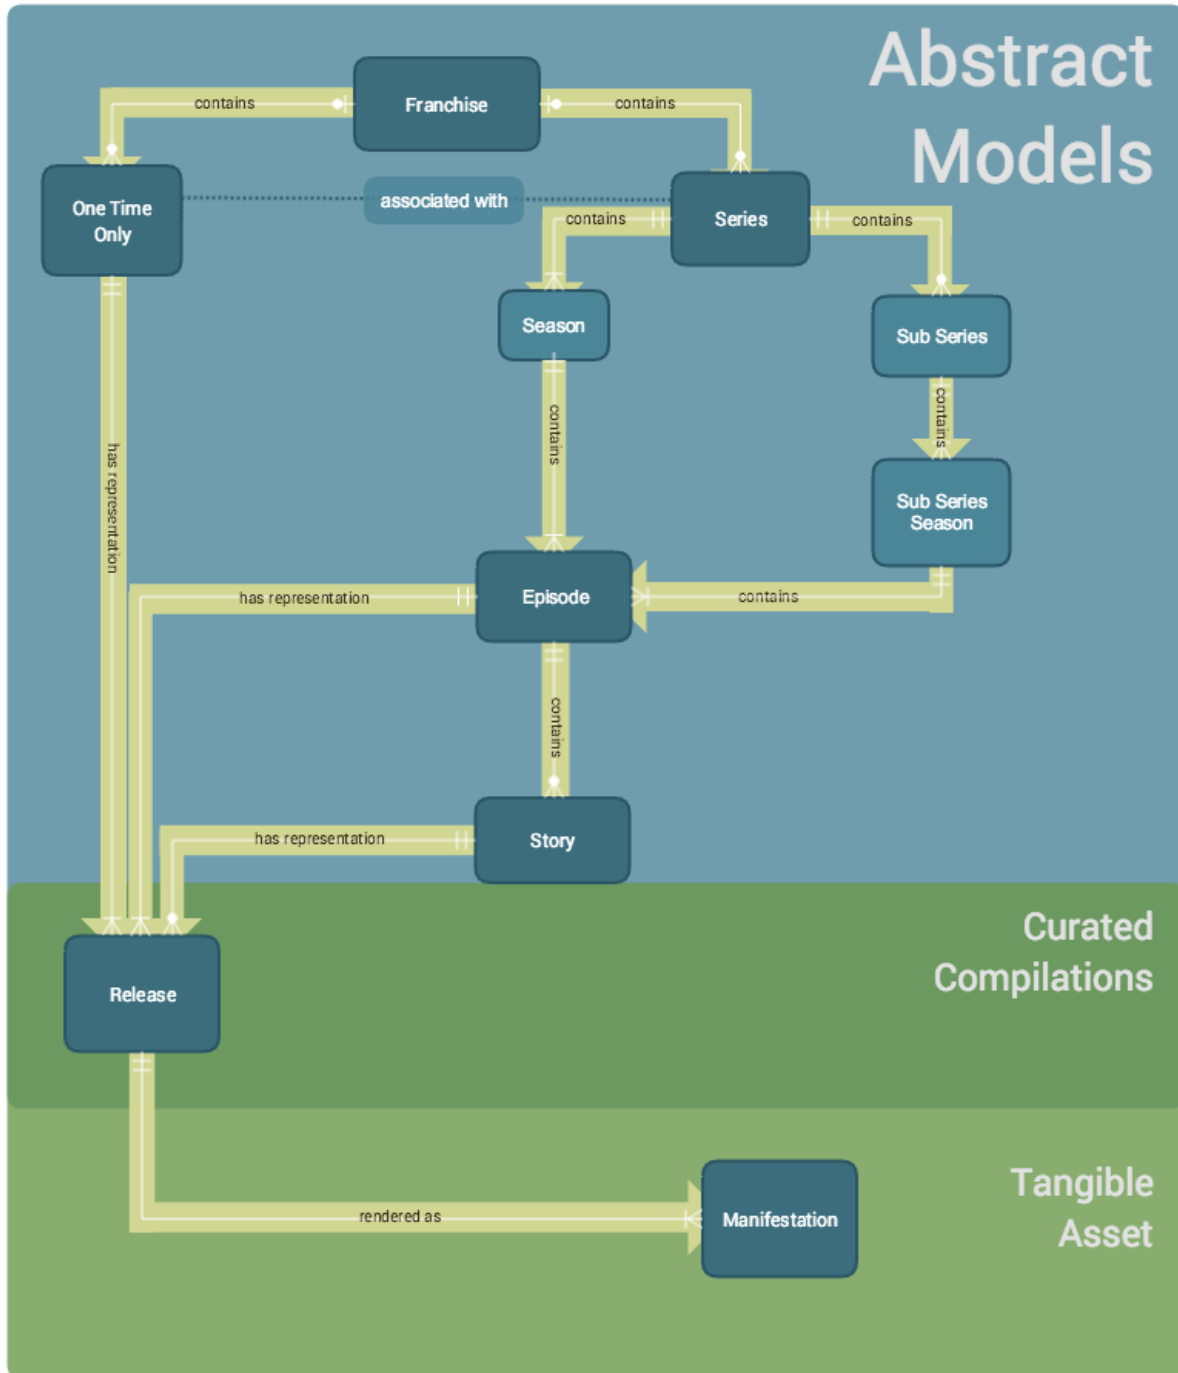 Abstract
Models
contains
Franchise
contains
One Time
Only
associated with
contains
Series
contains
Season
Sub Series
contains
contains
has representation
Sub Series
Season
has representation
Episode
contains
contains
has representation
Story
Curated
Compilations
Release
Tangible
Asset
rendered as
Manifestation